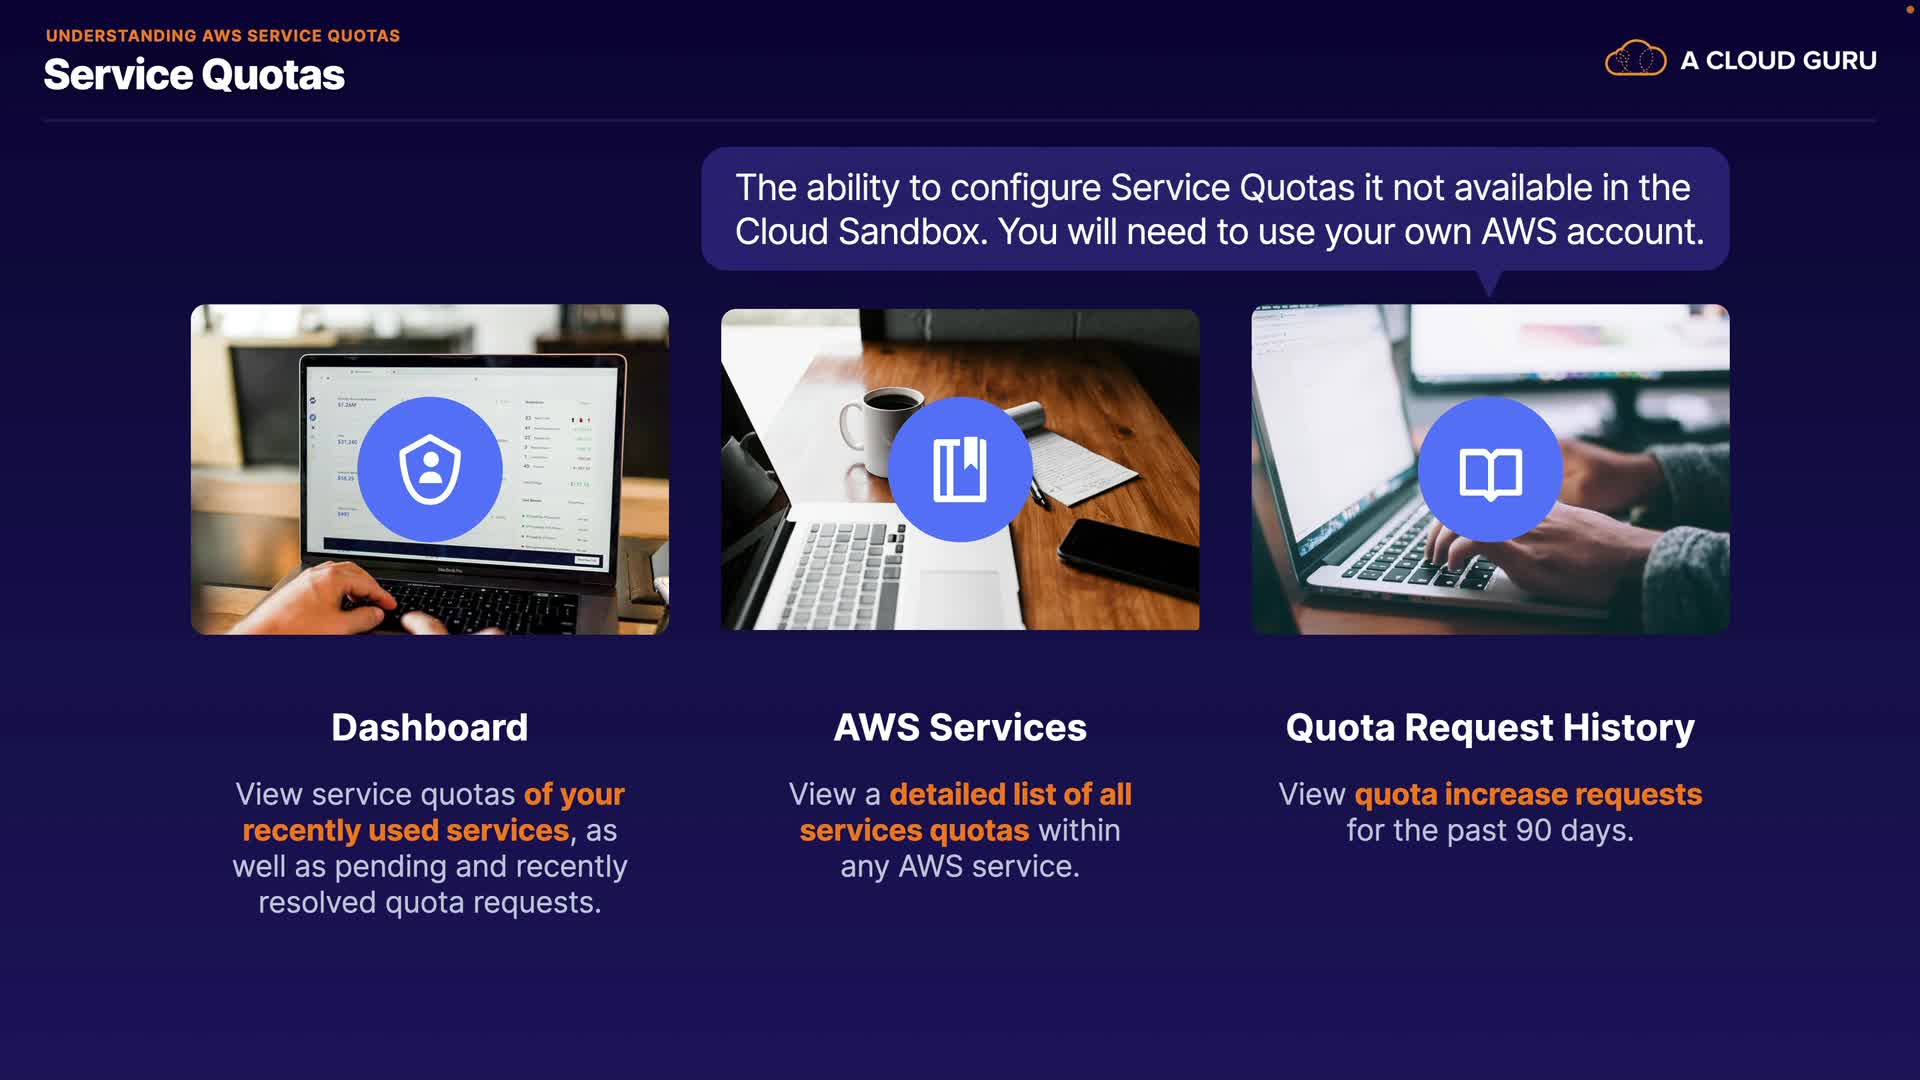 UNDERSTANDING AWS SERVICE QUOTAS
Service Quotas
A CLOUD GURU
The ability to configure Service Quotas it not available in the
Cloud Sandbox. You will need to use your own AWS account.
Dashboard
View service quotas of your
recently used services, as
well as pending and recently
resolved quota requests.
AWS Services
View a detailed list of all
services quotas within
any AWS service.
Quota Request History
View quota increase requests
for the past 90 days.